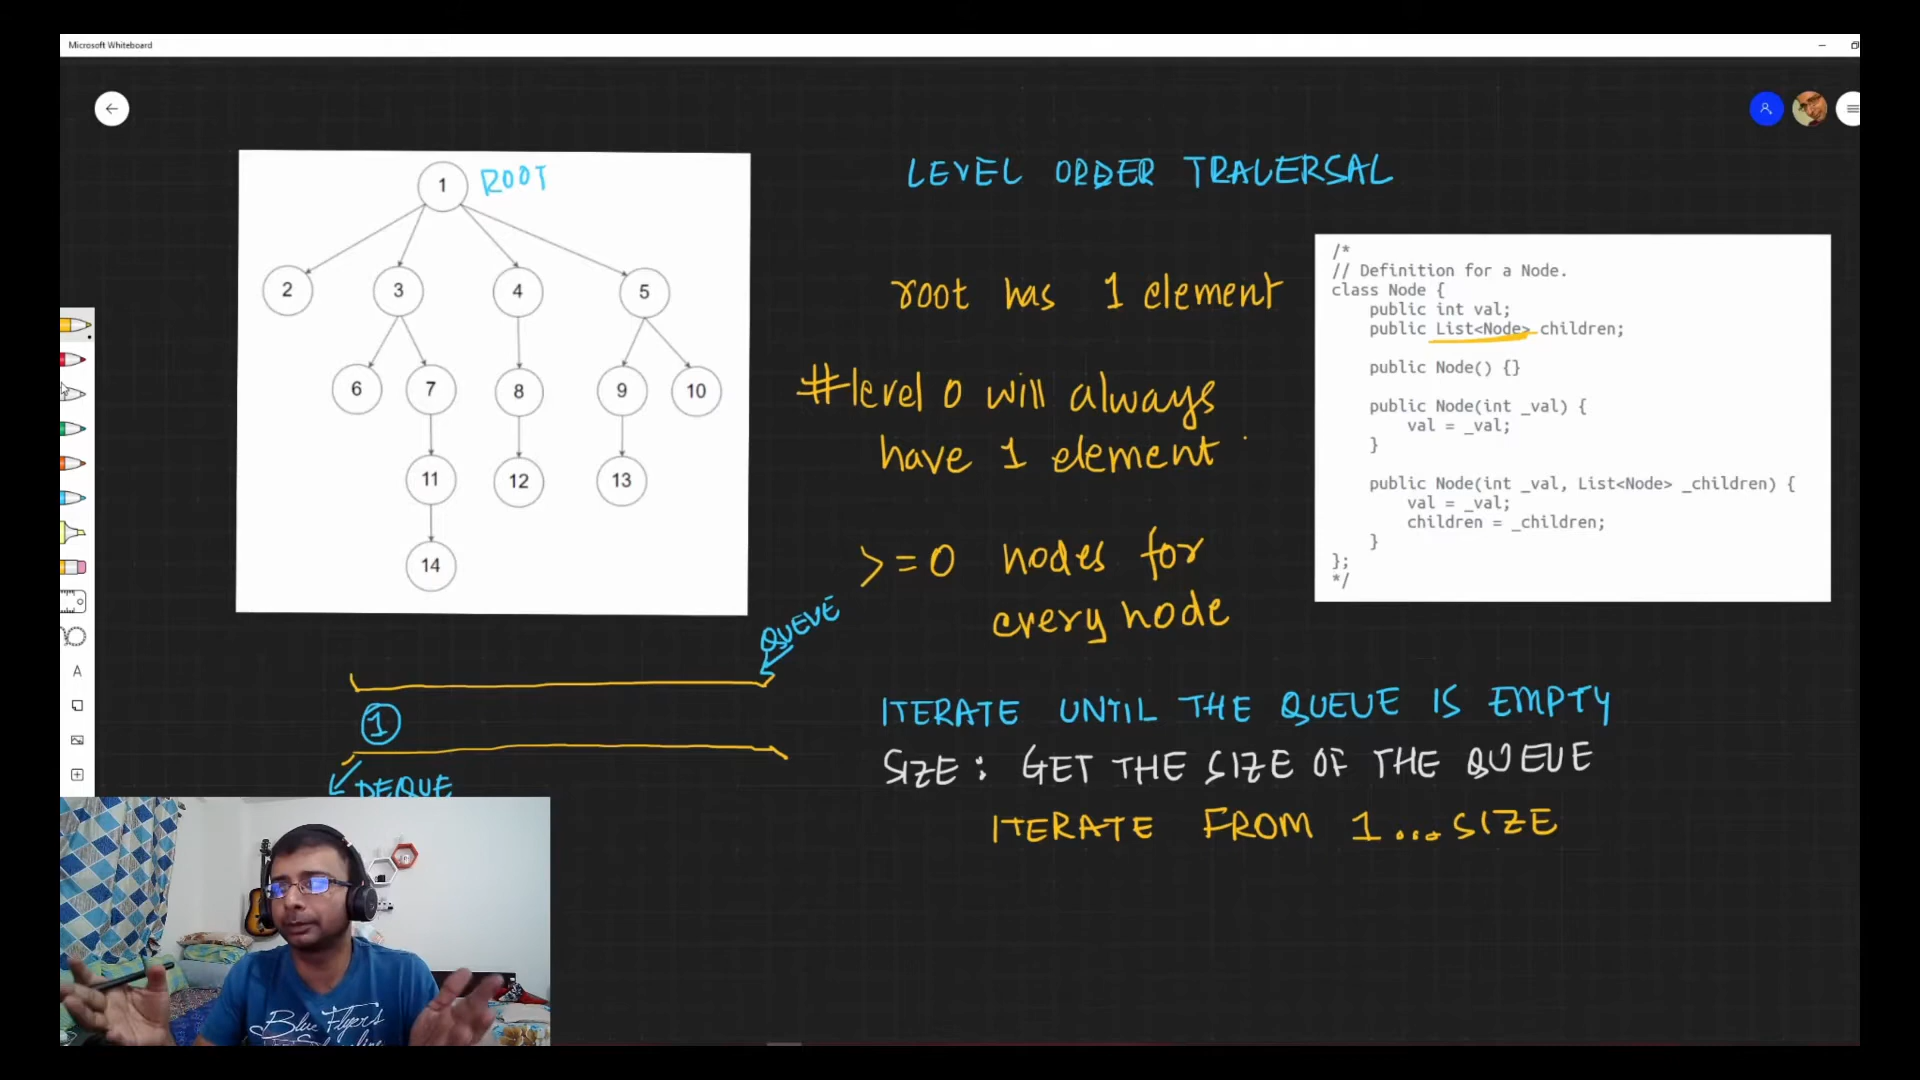 Microsoft Whiteboard
LEVEL ORDER TRAVERSAL
1 ROOT
2 3 4 5
6 7 8 9 10
11 12 13
14
root has 1 element
#level 0 will always
have 1 element
>=0 nodes for
every node
/*
// Definition for a Node.
class Node {
public int val;
public List<Node> children;
public Node() {}
public Node(int _val) {
val = _val;
}
public Node(int _val, List<Node> _children) {
val = _val;
children = _children;
}
};
*/
QUEUE
1
DEQUE
ITERATE UNTIL THE QUEUE IS EMPTY
SIZE: GET THE SIZE OF THE QUEUE
ITERATE FROM 1...SIZE
A
Blue Flyers